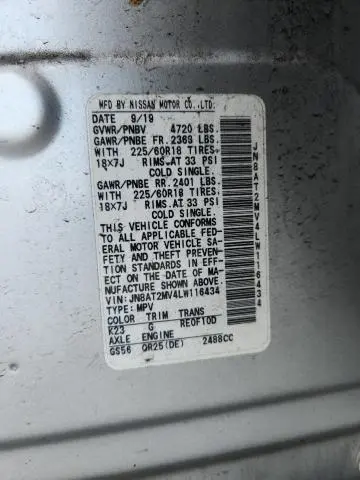 MFD BY NISSAN MOTOR CO.,LTD.
DATE 9/19
GVWR/PNBV 4720 LBS.
GAWR/PNBE FR. 2368 LBS
WITH 225/60R18 TIRES,
18X7J RIMS.AT 33 PSI
COLD SINGLE.
GAWR/PNBE RR. 2401 LBS
WITH 225/60R18 TIRES
18X7J RIMS.AT 33 PSI
COLD SINGLE.
THIS VEHICLE CONFORMS
TO ALL APPLICABLE FED-
ERAL MOTOR VEHICLE SA-
FETY AND THEFT PREVENTION
STANDARDS IN EFF-
ECT ON THE DATE OF MA-
NUFACTURE SHOWN ABOVE.
VIN: JN8AT2MV4LW116434
TYPE: MPV
COLOR TRIM TRANS
K23 G RE0F10D
AXLE ENGINE
GS56 QR25(DE) 2488CC
JN8AT2MV4LW116434